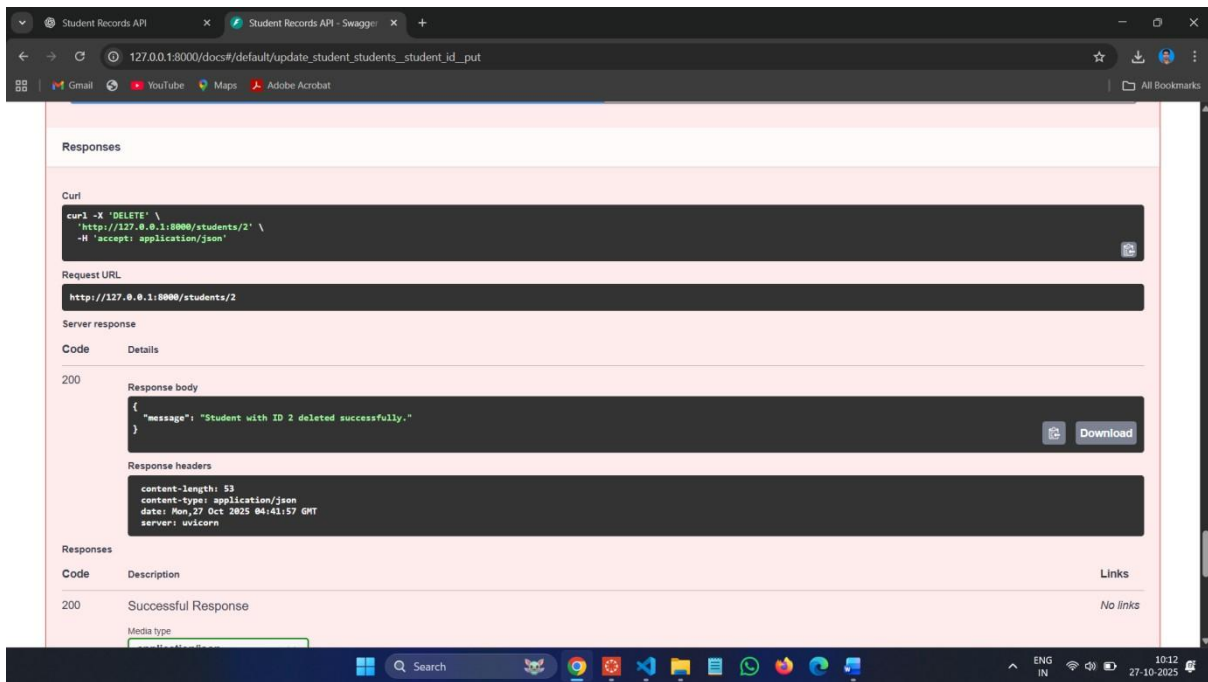 Student Records API
Student Records API - Swagger
127.0.0.1:8000/docs#/default/update_student_students__student_id__put
Gmail YouTube Maps Adobe Acrobat All Bookmarks
Responses
Curl
curl -X 'DELETE' \
'http://127.0.0.1:8000/students/2' \
-H 'accept: application/json'
Request URL
http://127.0.0.1:8000/students/2
Server response
Code Details
200
Response body
{
"message": "Student with ID 2 deleted successfully."
}
Download
Response headers
content-length: 53
content-type: application/json
date: Mon,27 Oct 2025 04:41:57 GMT
server: uvicorn
Responses
Code Description Links
200 Successful Response No links
Media type
Search
ENG
IN
10:12
27-10-2025